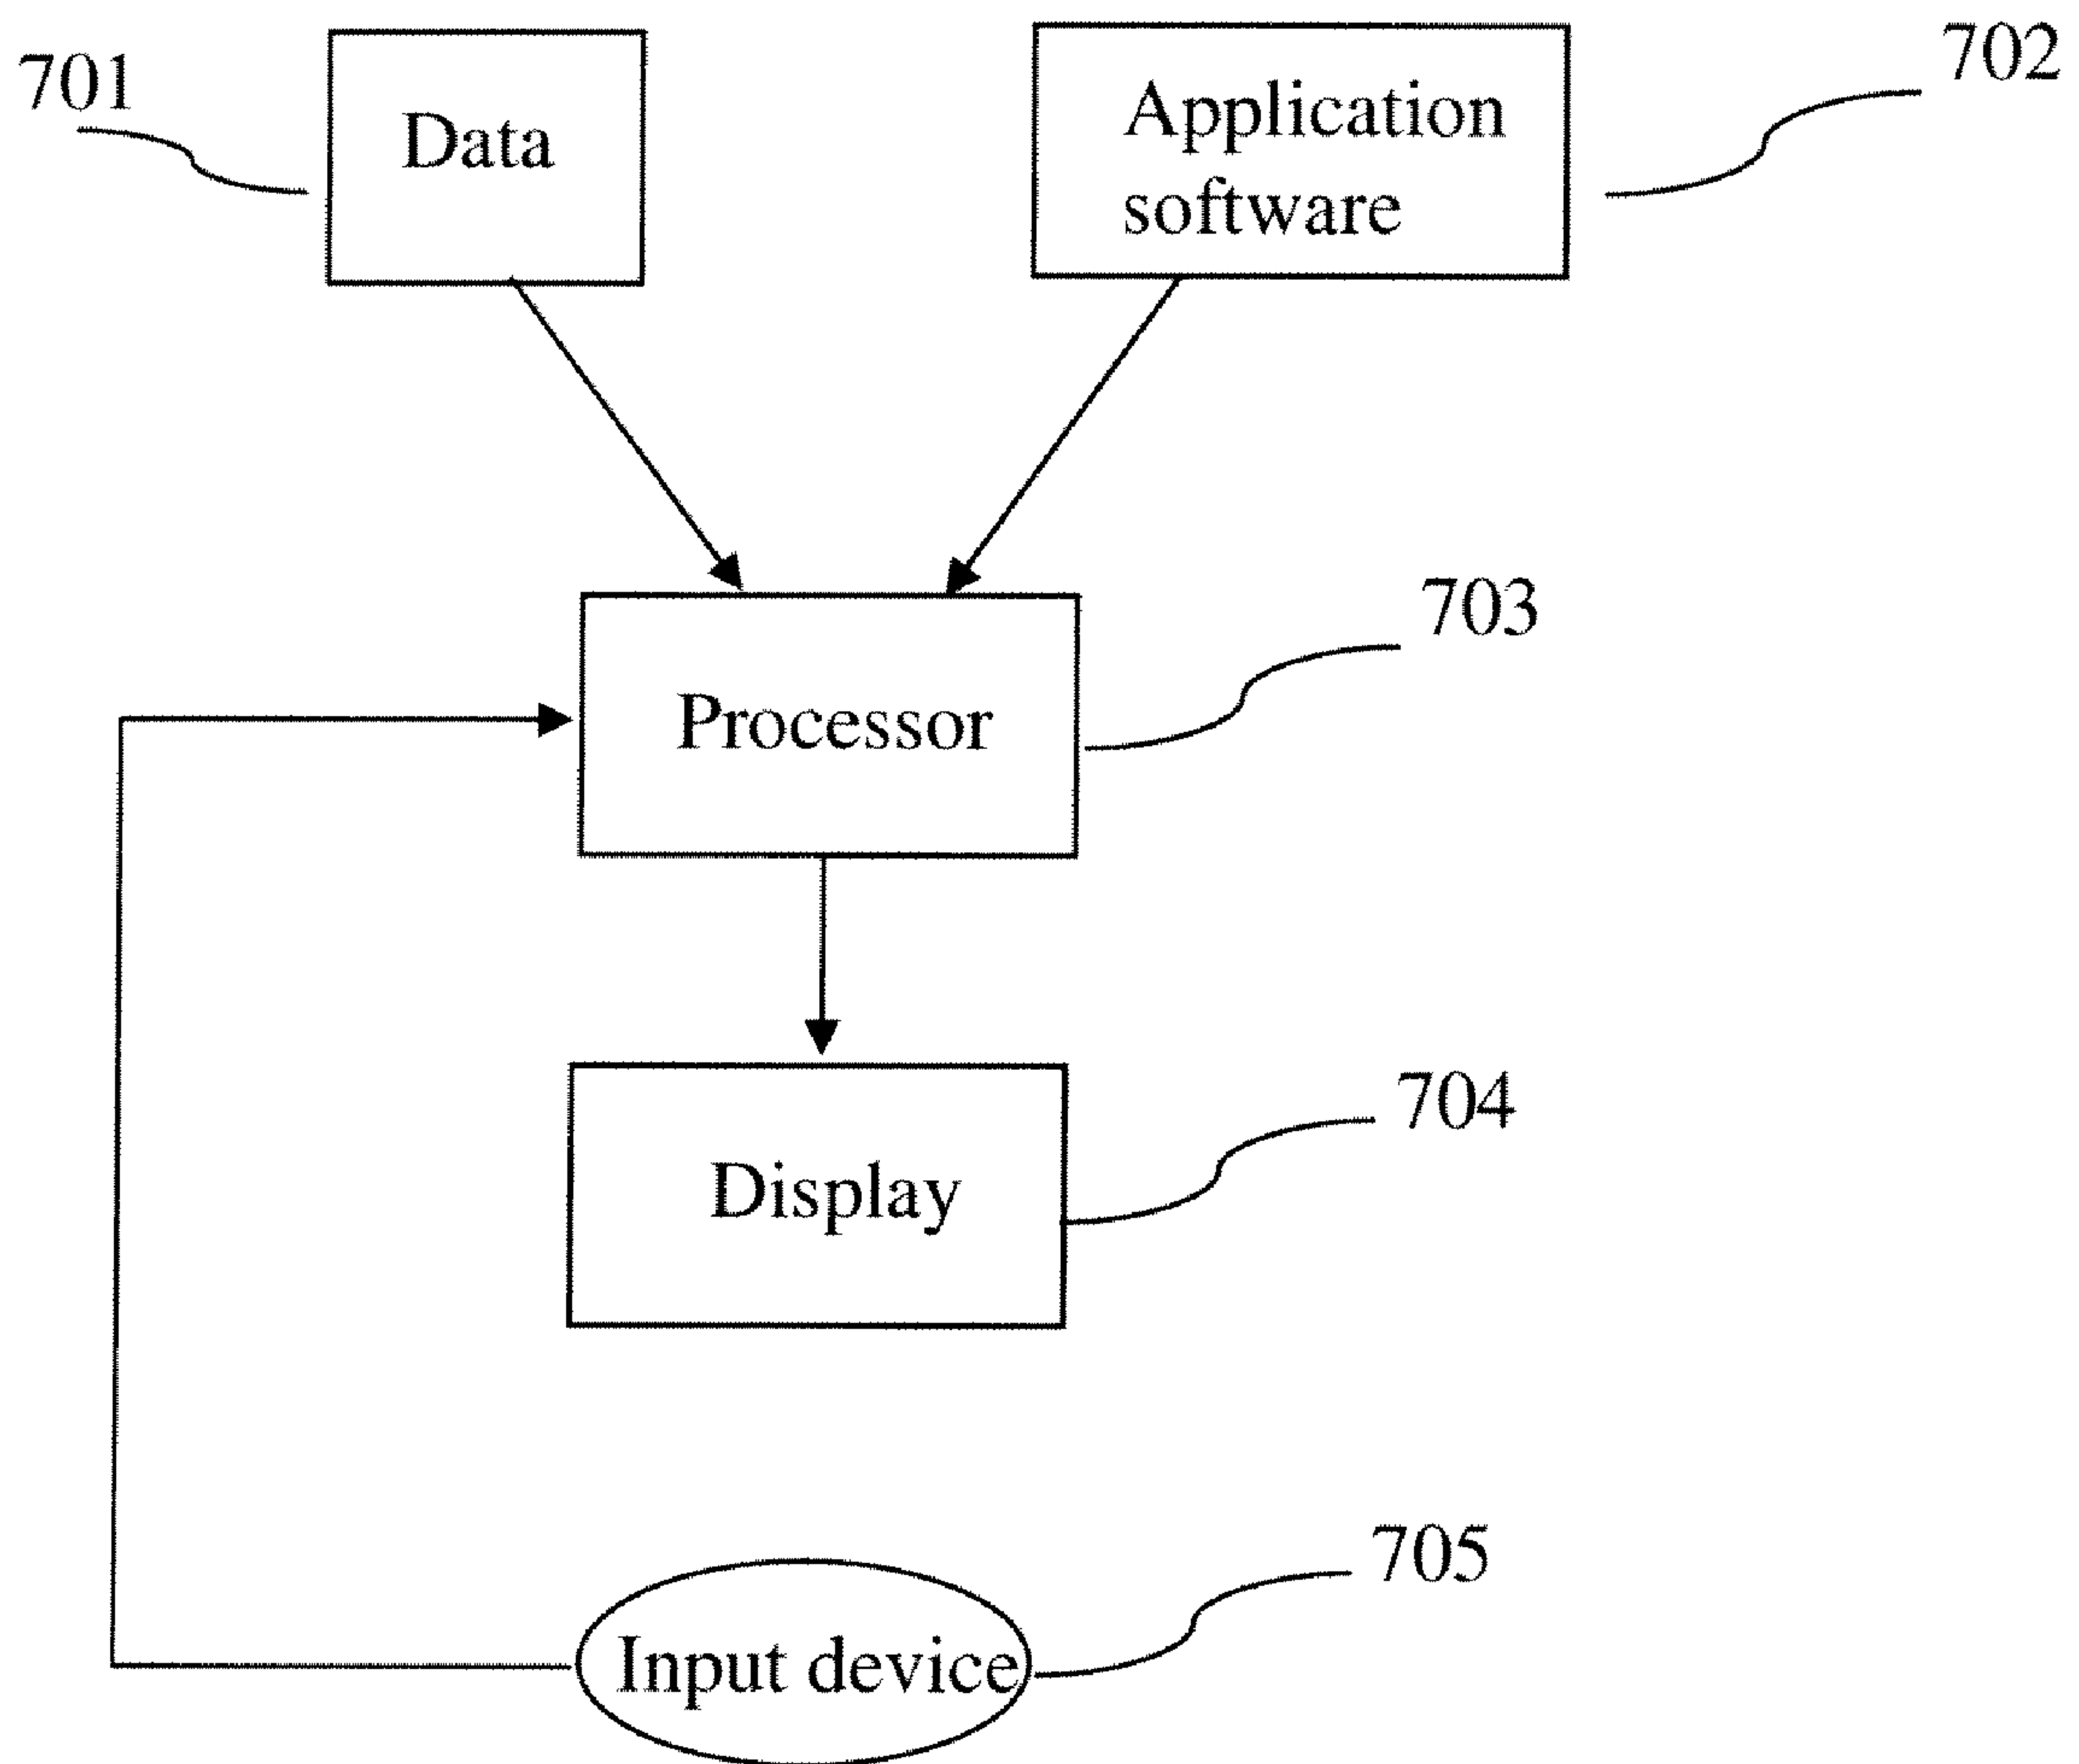 701
Data
Application
software
702
703
Processor
704
Display
705
Input device